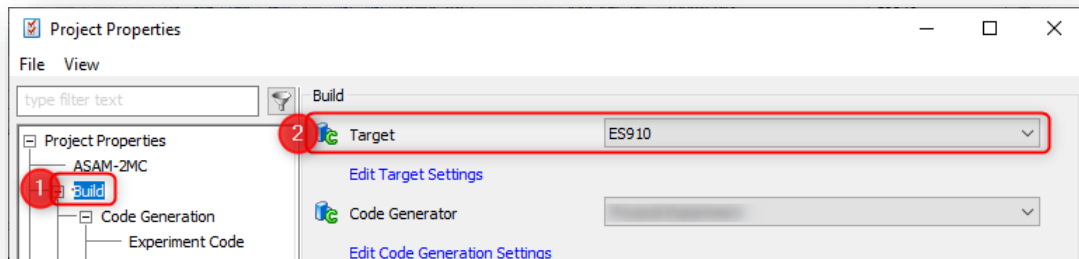 Project Properties
File View
type filter text
Build
2
Target
ES910
Project Properties
ASAM-2MC
Edit Target Settings
1
Build
Code Generator
Code Generation
Experiment Code
Edit Code Generation Settings